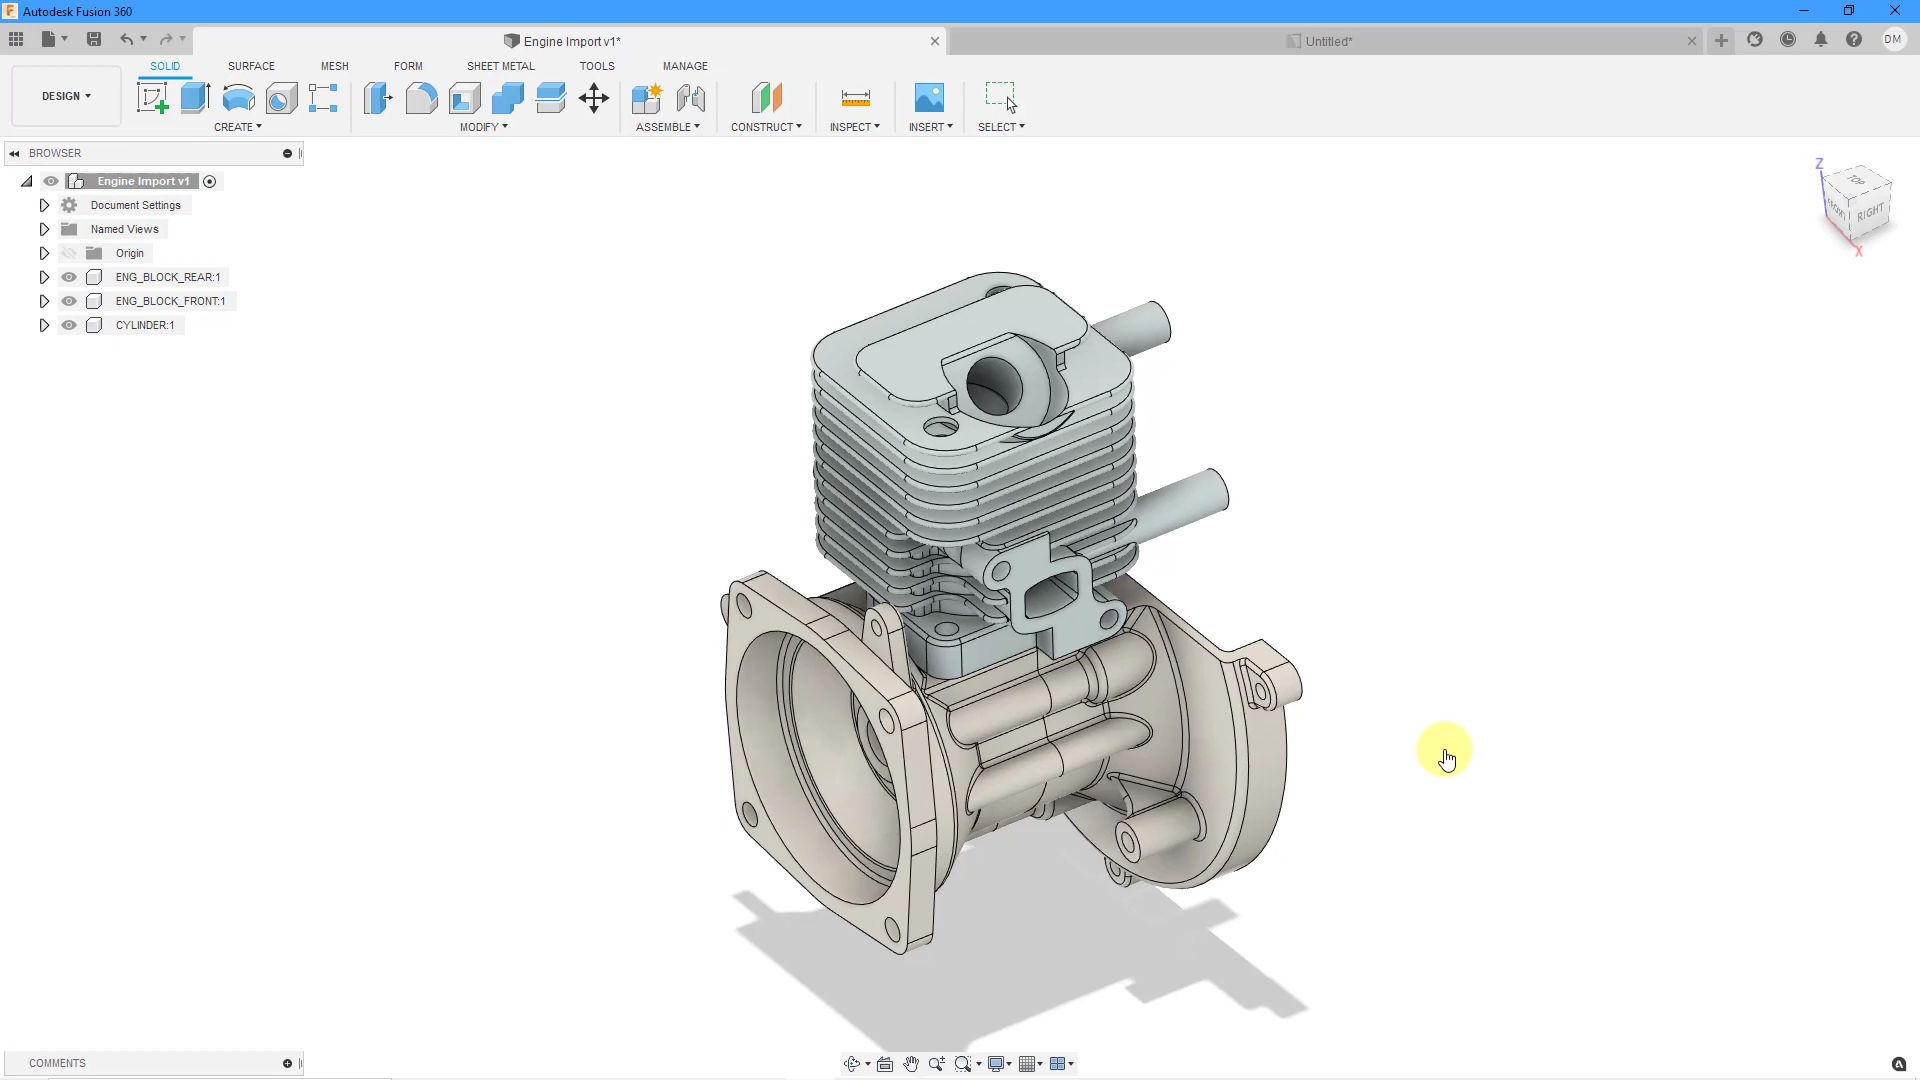 Autodesk Fusion 360
Engine Import v1*
Untitled*
DM
DESIGN
SOLID
SURFACE
MESH
FORM
SHEET METAL
TOOLS
MANAGE
CREATE
MODIFY
ASSEMBLE
CONSTRUCT
INSPECT
INSERT
SELECT
BROWSER
Engine Import v1
Document Settings
Named Views
Origin
ENG_BLOCK_REAR:1
ENG_BLOCK_FRONT:1
CYLINDER:1
Z
TOP
FRONT
RIGHT
X
COMMENTS